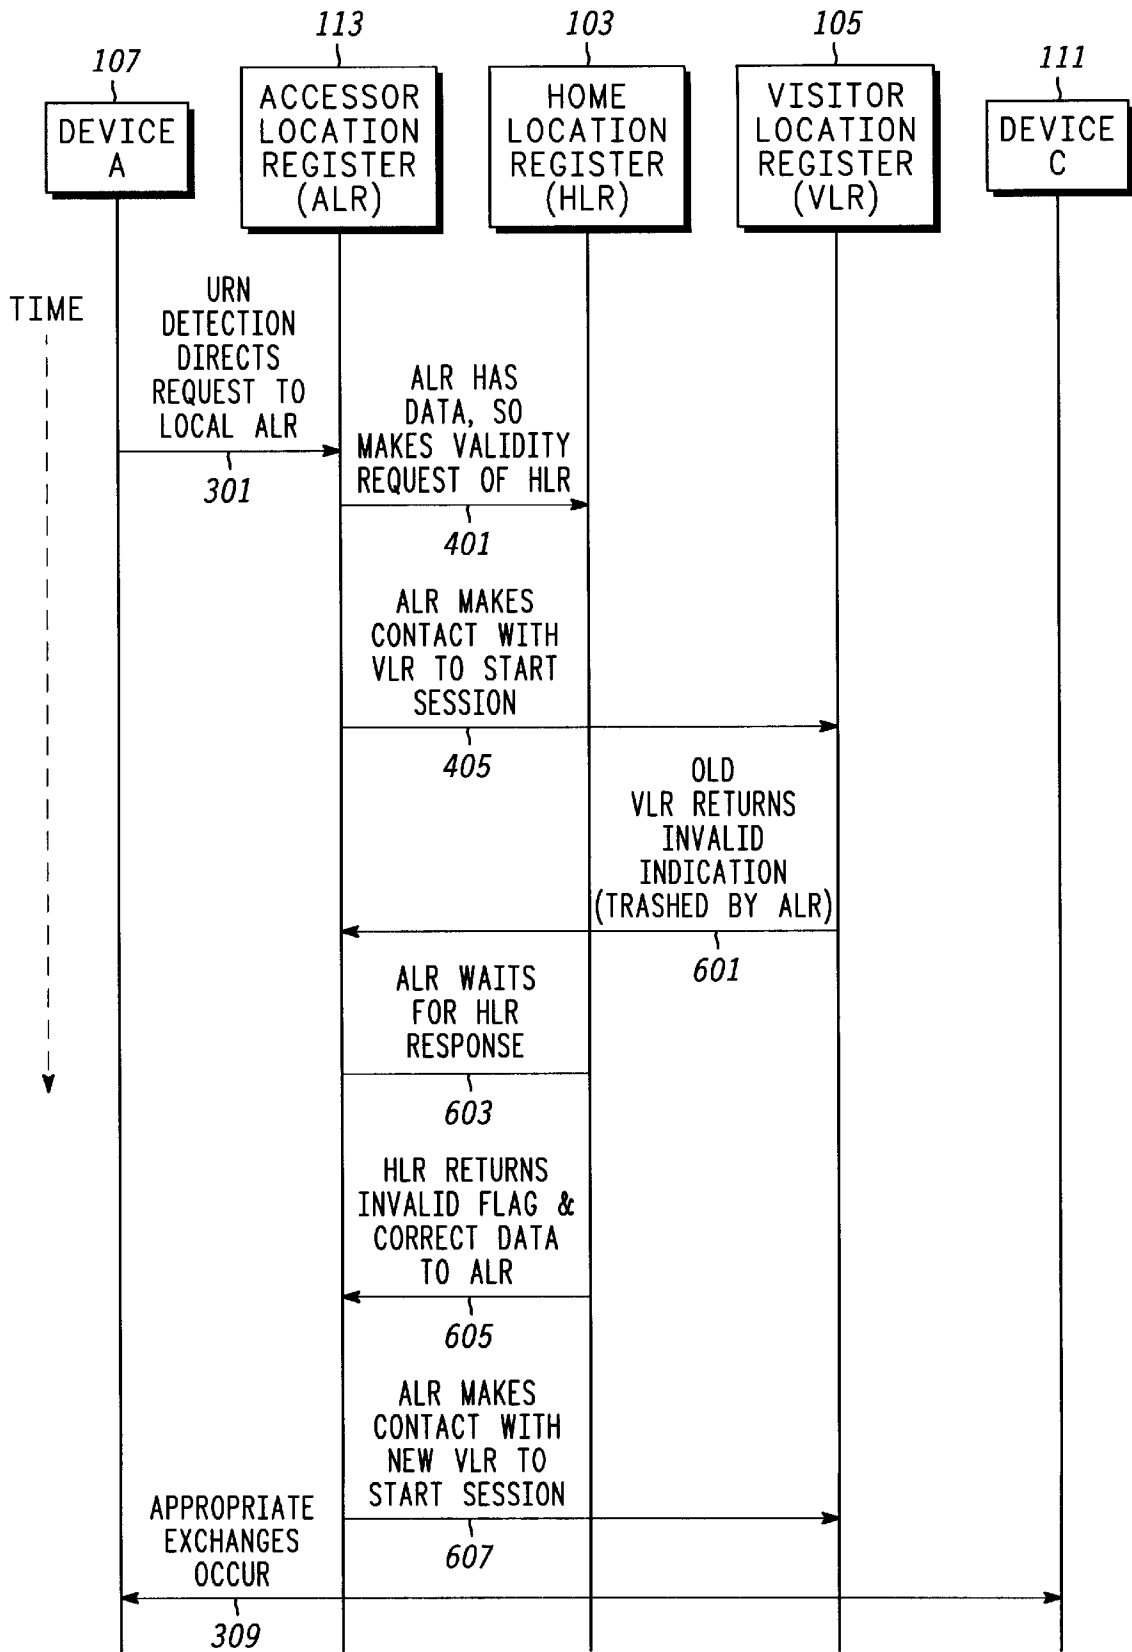 113
103
105
107
111
ACCESSOR
LOCATION
REGISTER
(ALR)
HOME
LOCATION
REGISTER
(HLR)
VISITOR
LOCATION
REGISTER
(VLR)
DEVICE
A
DEVICE
C
TIME
URN
DETECTION
DIRECTS
REQUEST TO
LOCAL ALR
301
ALR HAS
DATA, SO
MAKES VALIDITY
REQUEST OF HLR
401
ALR MAKES
CONTACT WITH
VLR TO START
SESSION
405
OLD
VLR RETURNS
INVALID
INDICATION
(TRASHED BY ALR)
601
ALR WAITS
FOR HLR
RESPONSE
603
HLR RETURNS
INVALID FLAG &
CORRECT DATA
TO ALR
605
ALR MAKES
CONTACT WITH
NEW VLR TO
START SESSION
607
APPROPRIATE
EXCHANGES
OCCUR
309